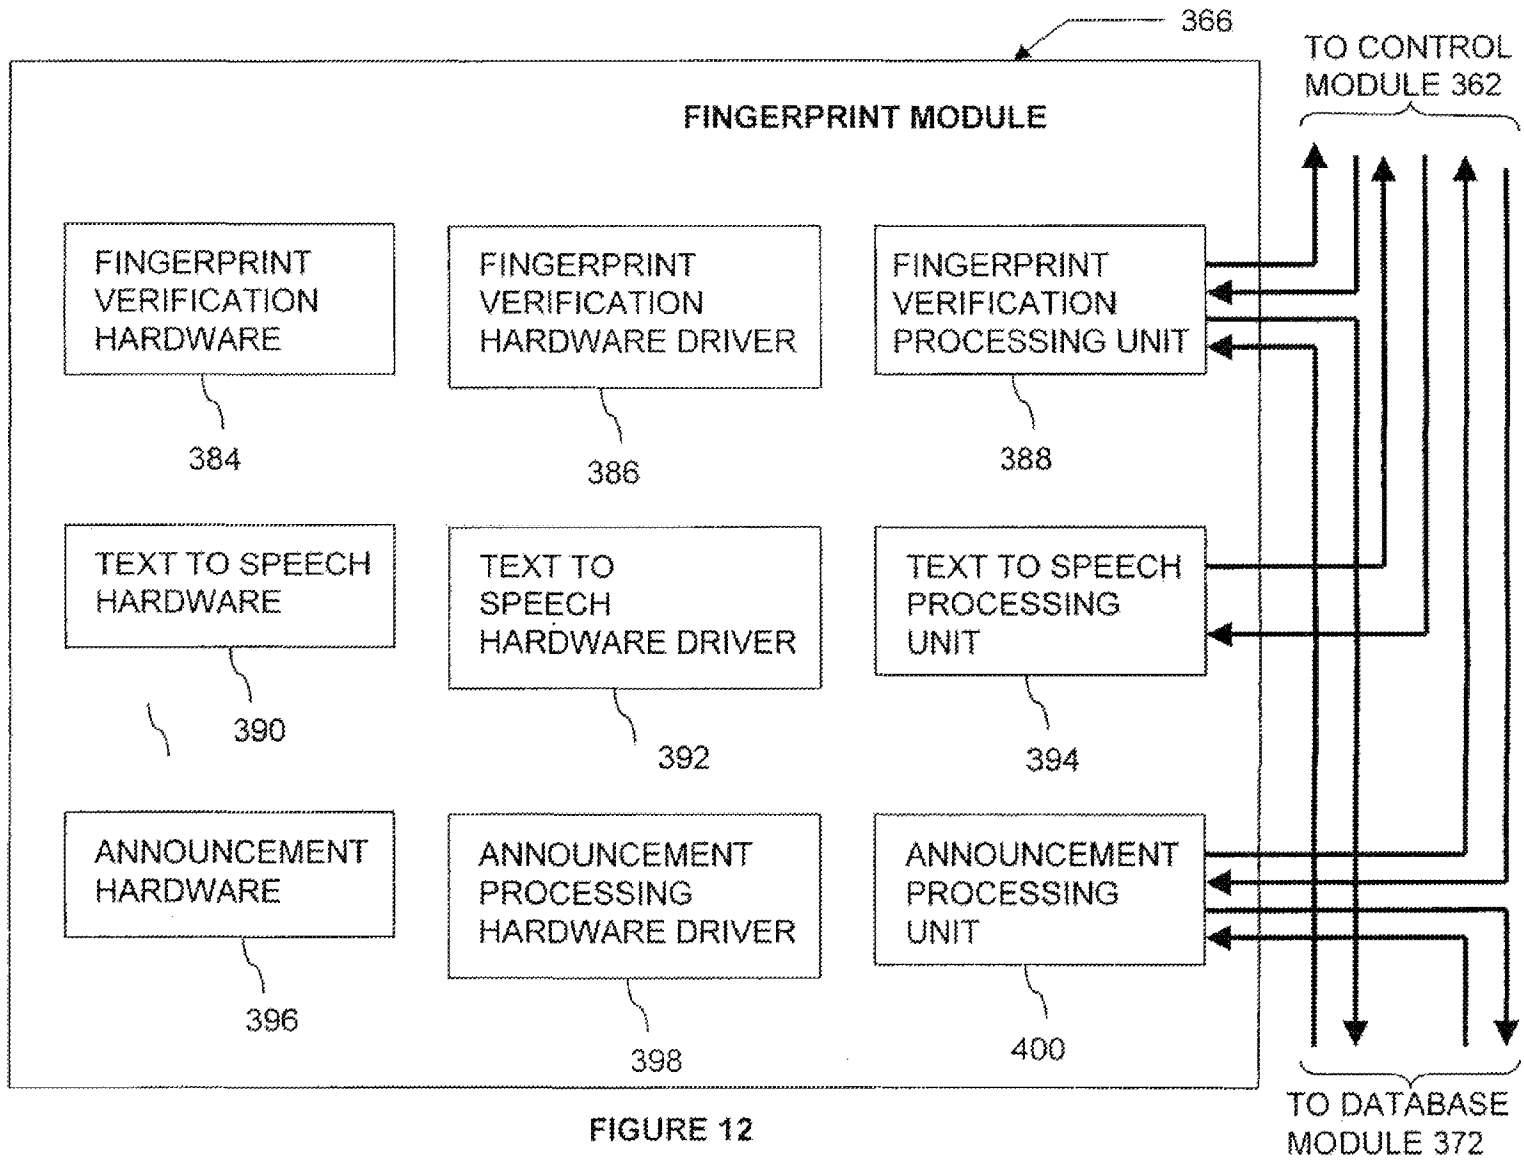 366
TO CONTROL
MODULE 362
FINGERPRINT MODULE
FINGERPRINT
VERIFICATION
HARDWARE
384
FINGERPRINT
VERIFICATION
HARDWARE DRIVER
386
FINGERPRINT
VERIFICATION
PROCESSING UNIT
388
TEXT TO SPEECH
HARDWARE
390
TEXT TO
SPEECH
HARDWARE DRIVER
392
TEXT TO SPEECH
PROCESSING
UNIT
394
ANNOUNCEMENT
HARDWARE
396
ANNOUNCEMENT
PROCESSING
HARDWARE DRIVER
398
ANNOUNCEMENT
PROCESSING
UNIT
400
TO DATABASE
MODULE 372
FIGURE 12